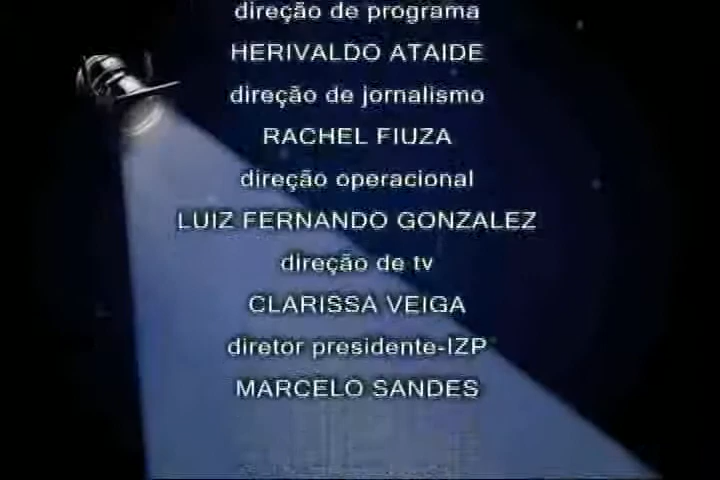 direção de programa
HERIVALDO ATAIDE
direção de jornalismo
RACHEL FIUZA
direção operacional
LUIZ FERNANDO GONZALEZ
direção de tv
CLARISSA VEIGA
diretor presidente-IZP
MARCELO SANDES